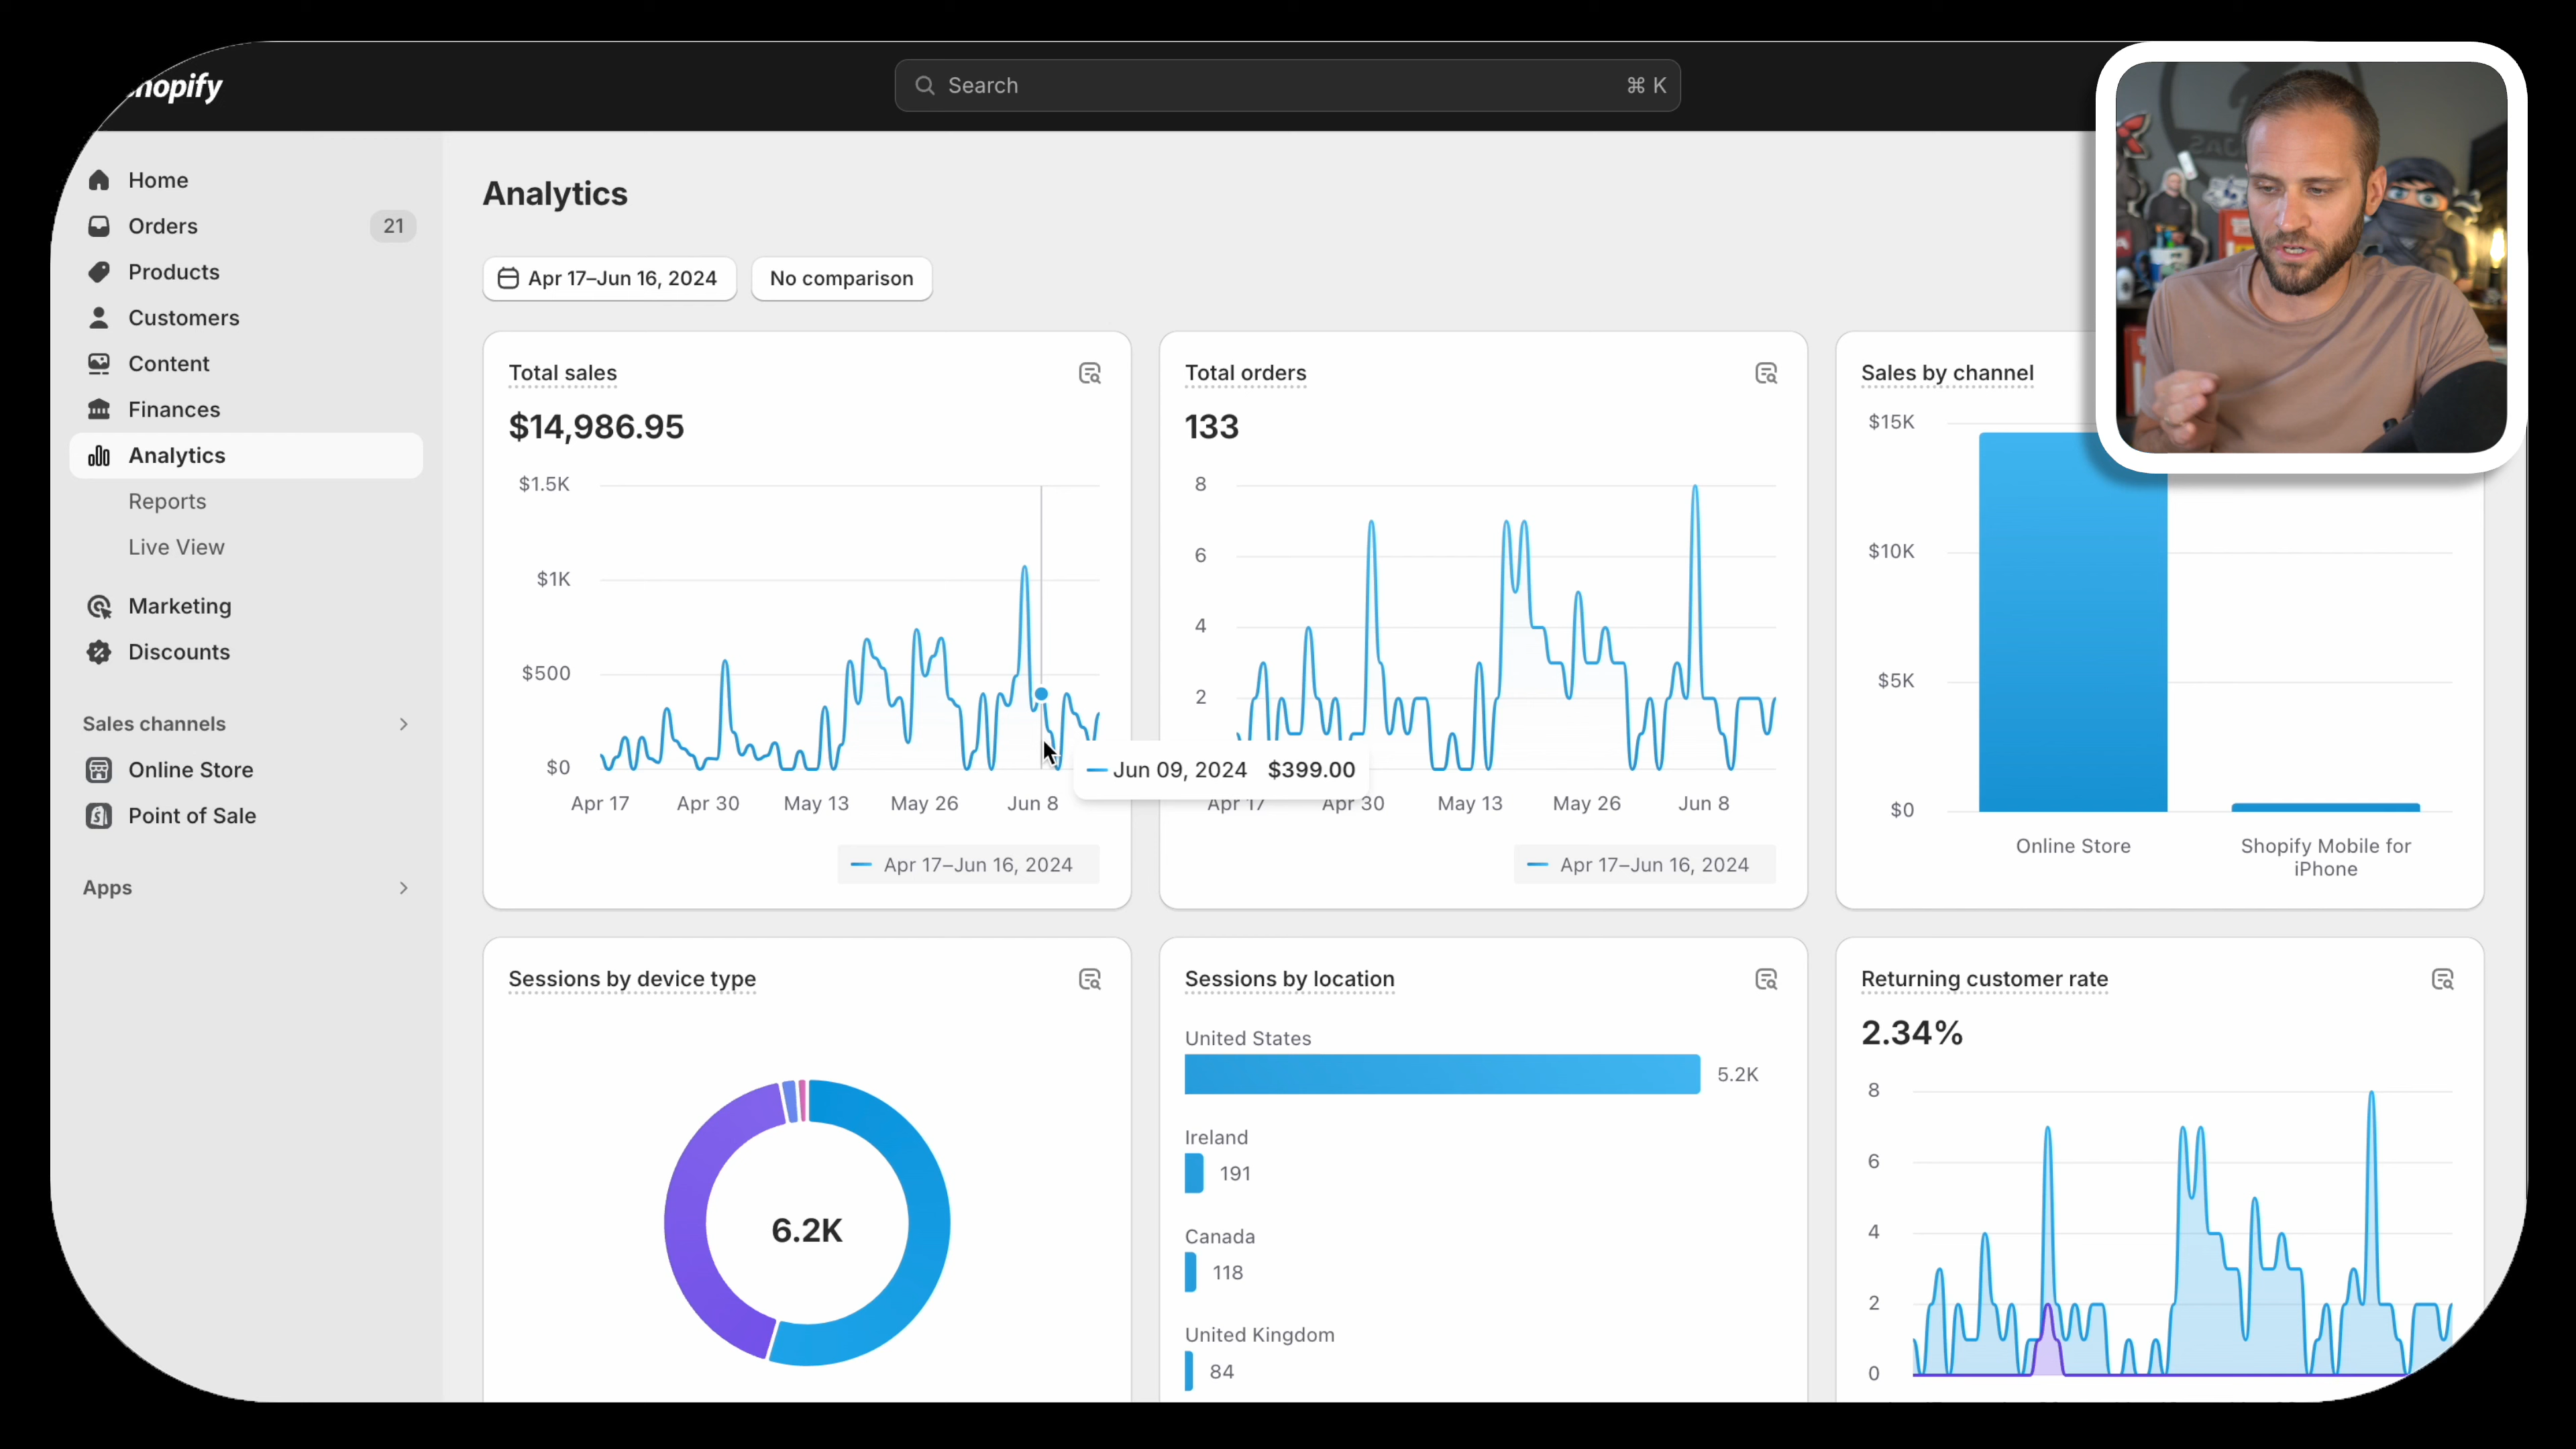 hopify
Search ⌘ K
Home
Orders 21
Products
Customers
Content
Finances
Analytics
Reports
Live View
Marketing
Discounts
Sales channels
Online Store
Point of Sale
Apps
Analytics
Apr 17–Jun 16, 2024 No comparison
Total sales
$14,986.95
$1.5K
$1K
$500
$0
Apr 17 Apr 30 May 13 May 26 Jun 8
Jun 09, 2024 $399.00
Apr 17–Jun 16, 2024
Total orders
133
8
6
4
2
Apr 17 Apr 30 May 13 May 26 Jun 8
Apr 17–Jun 16, 2024
Sales by channel
$15K
$10K
$5K
$0
Online Store Shopify Mobile for
iPhone
Sessions by device type
6.2K
Sessions by location
United States
5.2K
Ireland
191
Canada
118
United Kingdom
84
Returning customer rate
2.34%
8
6
4
2
0